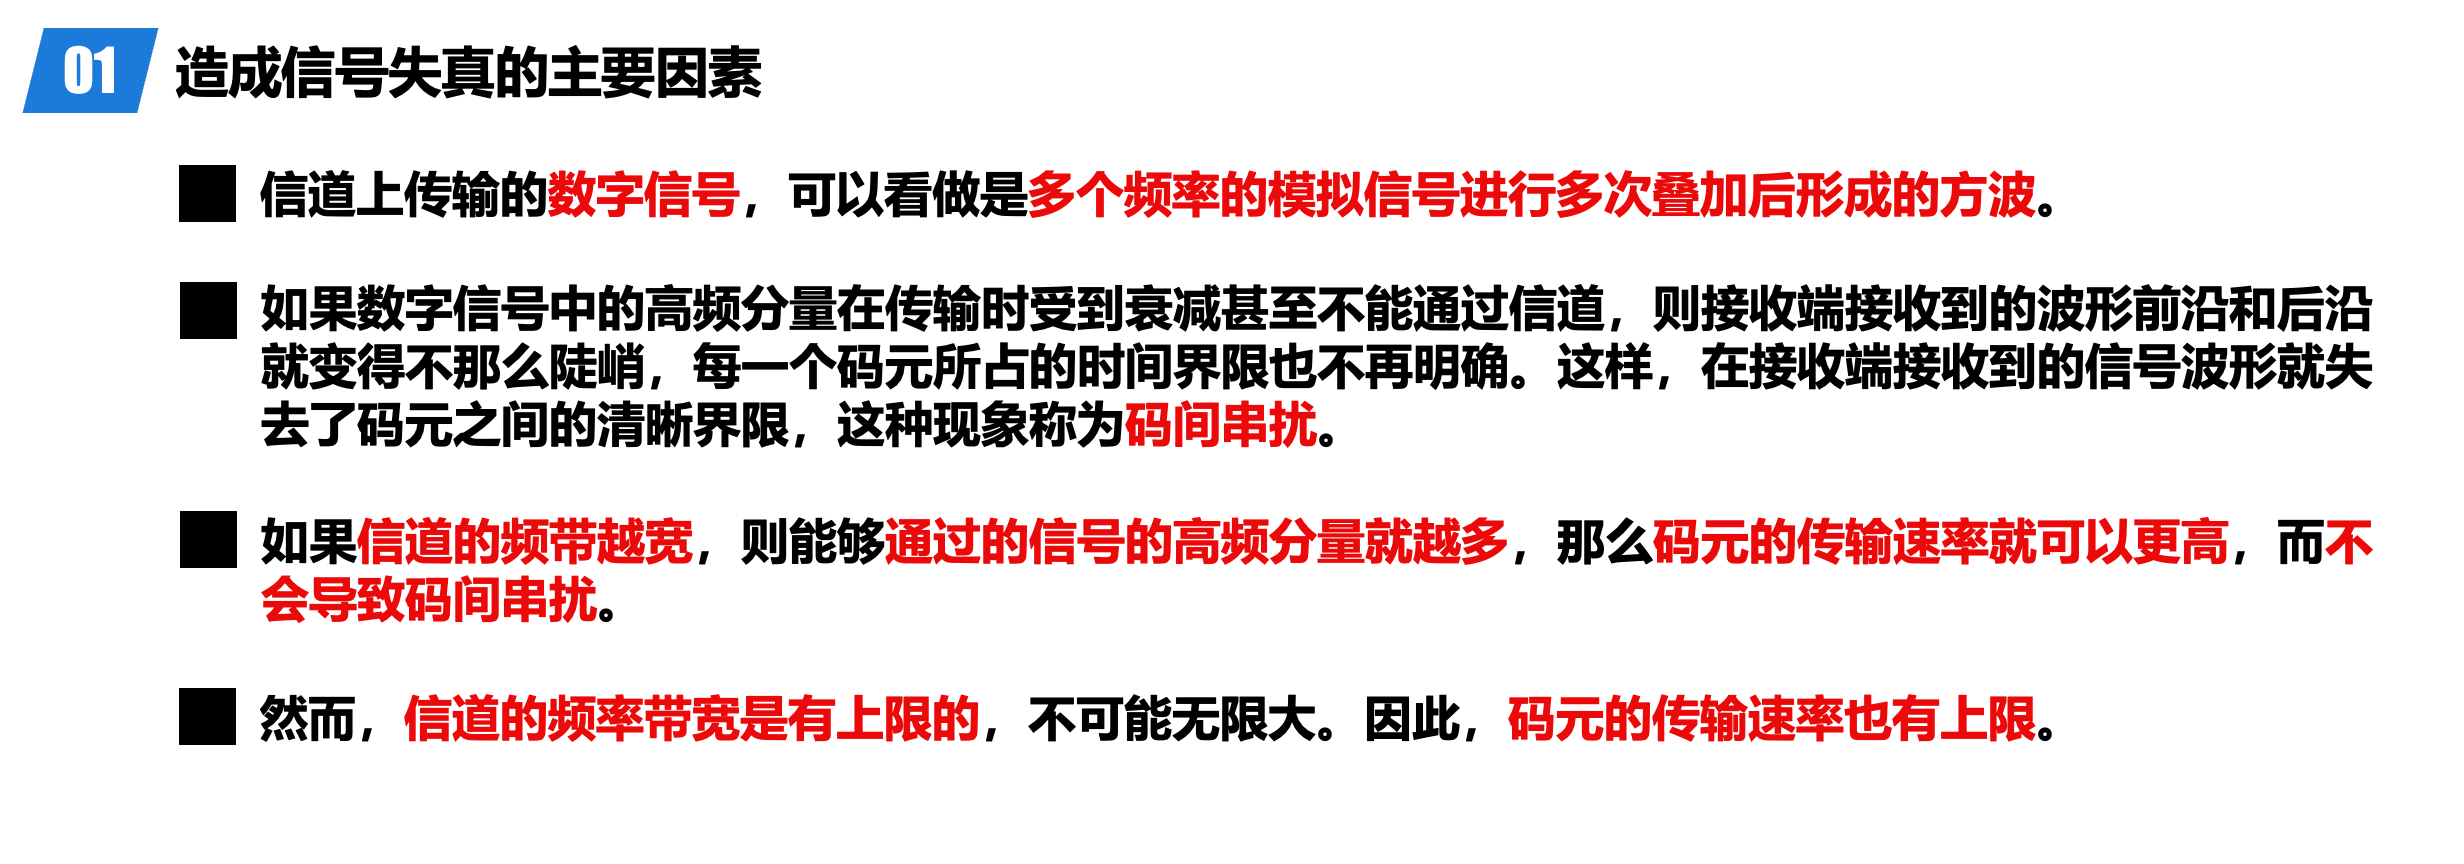 01 造成信号失真的主要因素
信道上传输的数字信号，可以看做是多个频率的模拟信号进行多次叠加后形成的方波。
如果数字信号中的高频分量在传输时受到衰减甚至不能通过信道，则接收端接收到的波形前沿和后沿
就变得不那么陡峭，每一个码元所占的时间界限也不再明确。这样，在接收端接收到的信号波形就失
去了码元之间的清晰界限，这种现象称为码间串扰。
如果信道的频带越宽，则能够通过的信号的高频分量就越多，那么码元的传输速率就可以更高，而不
会导致码间串扰。
然而，信道的频率带宽是有上限的，不可能无限大。因此，码元的传输速率也有上限。